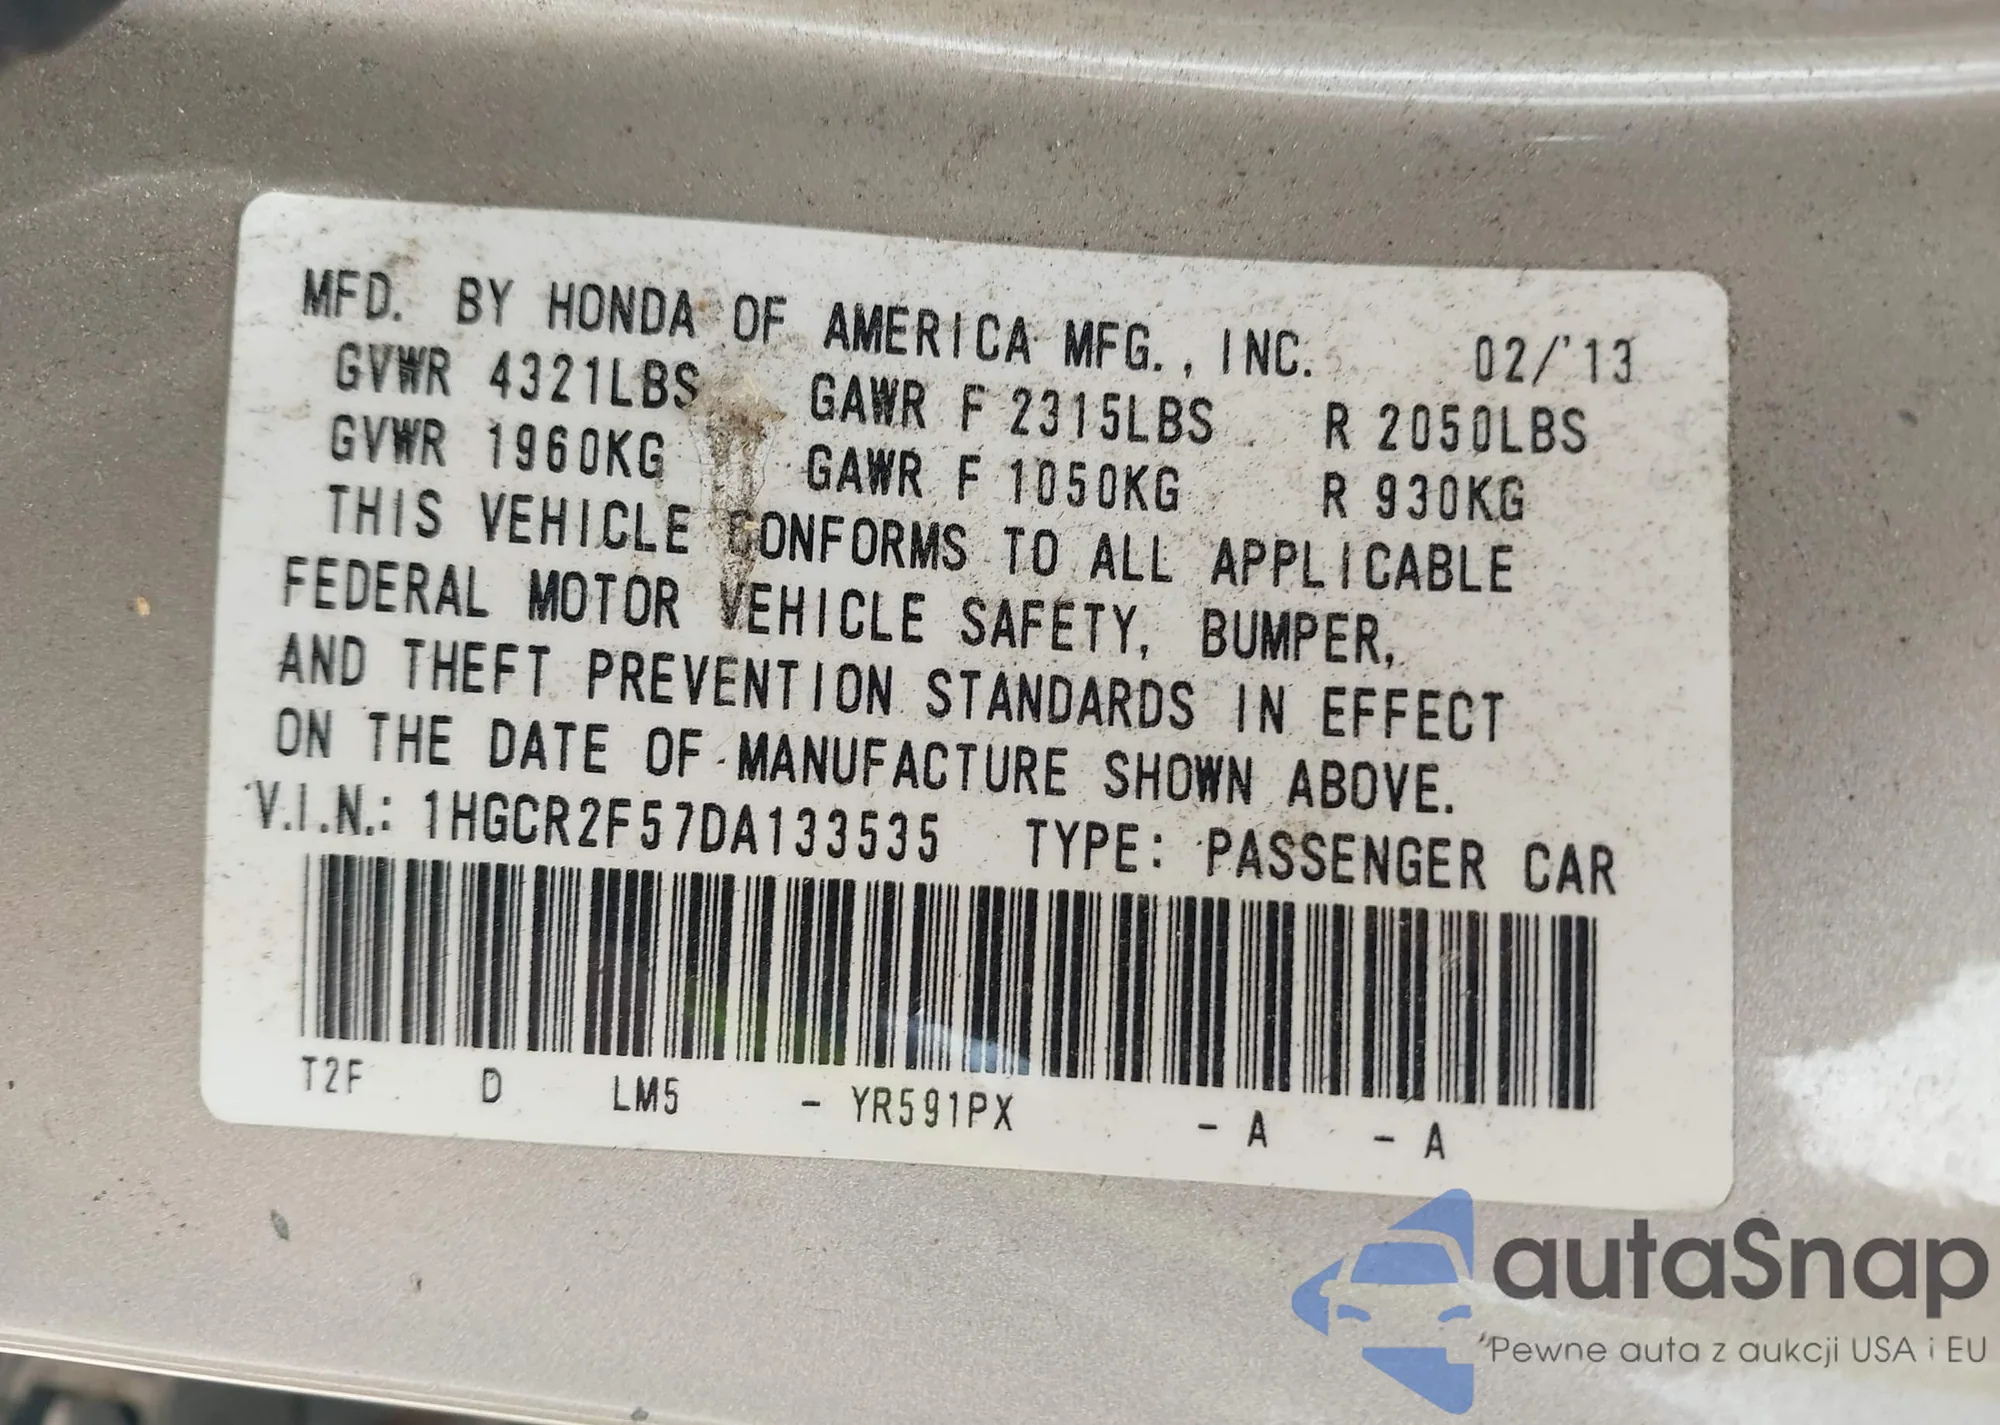 MFD. BY HONDA OF AMERICA MFG., INC. 02/'13
GVWR 4321LBS GAWR F 2315LBS R 2050LBS
GVWR 1960KG GAWR F 1050KG R 930KG
THIS VEHICLE CONFORMS TO ALL APPLICABLE
FEDERAL MOTOR VEHICLE SAFETY, BUMPER,
AND THEFT PREVENTION STANDARDS IN EFFECT
ON THE DATE OF MANUFACTURE SHOWN ABOVE.
V.I.N.: 1HGCR2F57DA133535 TYPE: PASSENGER CAR
T2F D LM5 - YR591PX - A - A
autaSnap
"Pewne auta z aukcji USA i EU